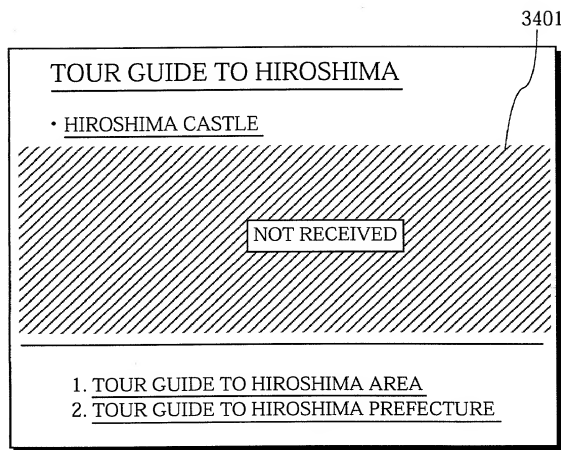 3401
TOUR GUIDE TO HIROSHIMA
• HIROSHIMA CASTLE
NOT RECEIVED
1. TOUR GUIDE TO HIROSHIMA AREA
2. TOUR GUIDE TO HIROSHIMA PREFECTURE